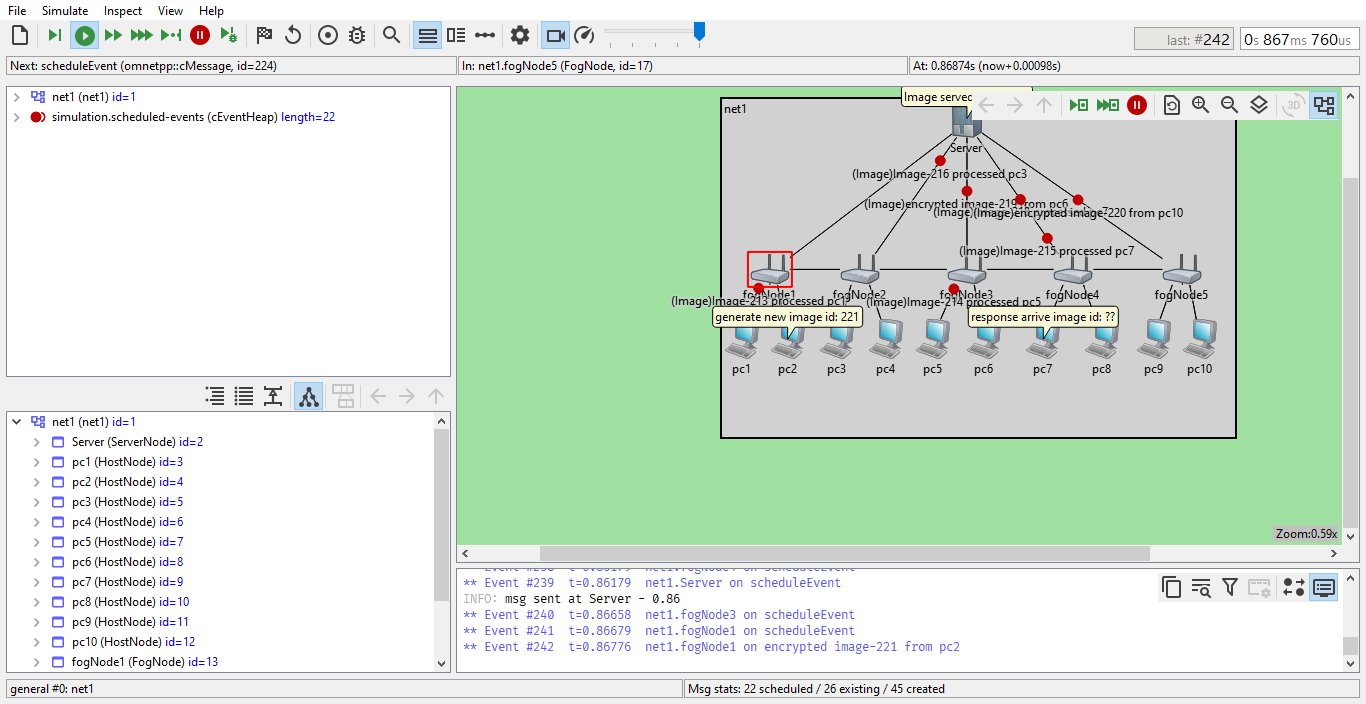 File Simulate Inspect View Help
last: #242
0s 867ms 760us
Next: scheduleEvent (omnetpp::cMessage, id=224)
In: net1.fogNode5 (FogNode, id=17)
At: 0.86874s (now+0.00098s)
net1 (net1) id=1
simulation.scheduled-events (cEventHeap) length=22
net1 (net1) id=1
Server (ServerNode) id=2
pc1 (HostNode) id=3
pc2 (HostNode) id=4
pc3 (HostNode) id=5
pc4 (HostNode) id=6
pc5 (HostNode) id=7
pc6 (HostNode) id=8
pc7 (HostNode) id=9
pc8 (HostNode) id=10
pc9 (HostNode) id=11
pc10 (HostNode) id=12
fogNode1 (FogNode) id=13
Image served
3D
net1
Server
(Image)Image-216 processed pc3
(Image)encrypted image-219 from pc6
(Image)encrypted image-220 from pc10
(Image)Image-215 processed pc7
fogNode1 fogNode2 fogNode3 fogNode4 fogNode5
(Image)Image-213 processed pc1
(Image)Image-214 processed pc5
generate new image id: 221
response arrive image id: ??
pc1 pc2 pc3 pc4 pc5 pc6 pc7 pc8 pc9 pc10
Zoom:0.59x
** Event #239 t=0.86179 net1.Server on scheduleEvent
INFO: msg sent at Server - 0.86
** Event #240 t=0.86658 net1.fogNode3 on scheduleEvent
** Event #241 t=0.86679 net1.fogNode1 on scheduleEvent
** Event #242 t=0.86776 net1.fogNode1 on encrypted image-221 from pc2
general #0: net1
Msg stats: 22 scheduled / 26 existing / 45 created